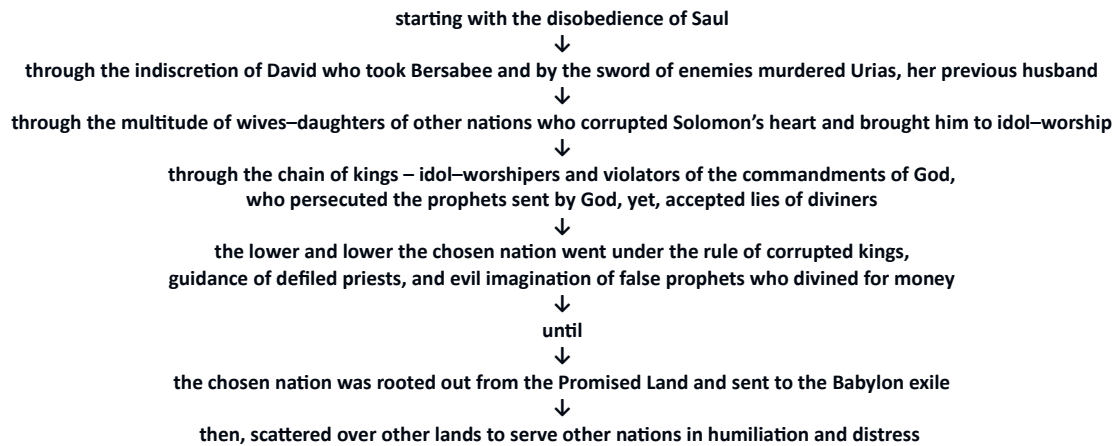 starting with the disobedience of Saul
↓
through the indiscretion of David who took Bersabee and by the sword of enemies murdered Urias, her previous husband
↓
through the multitude of wives–daughters of other nations who corrupted Solomon’s heart and brought him to idol–worship
↓
through the chain of kings – idol–worshipers and violators of the commandments of God,
who persecuted the prophets sent by God, yet, accepted lies of diviners
↓
the lower and lower the chosen nation went under the rule of corrupted kings,
guidance of defiled priests, and evil imagination of false prophets who divined for money
↓
until
↓
the chosen nation was rooted out from the Promised Land and sent to the Babylon exile
↓
then, scattered over other lands to serve other nations in humiliation and distress